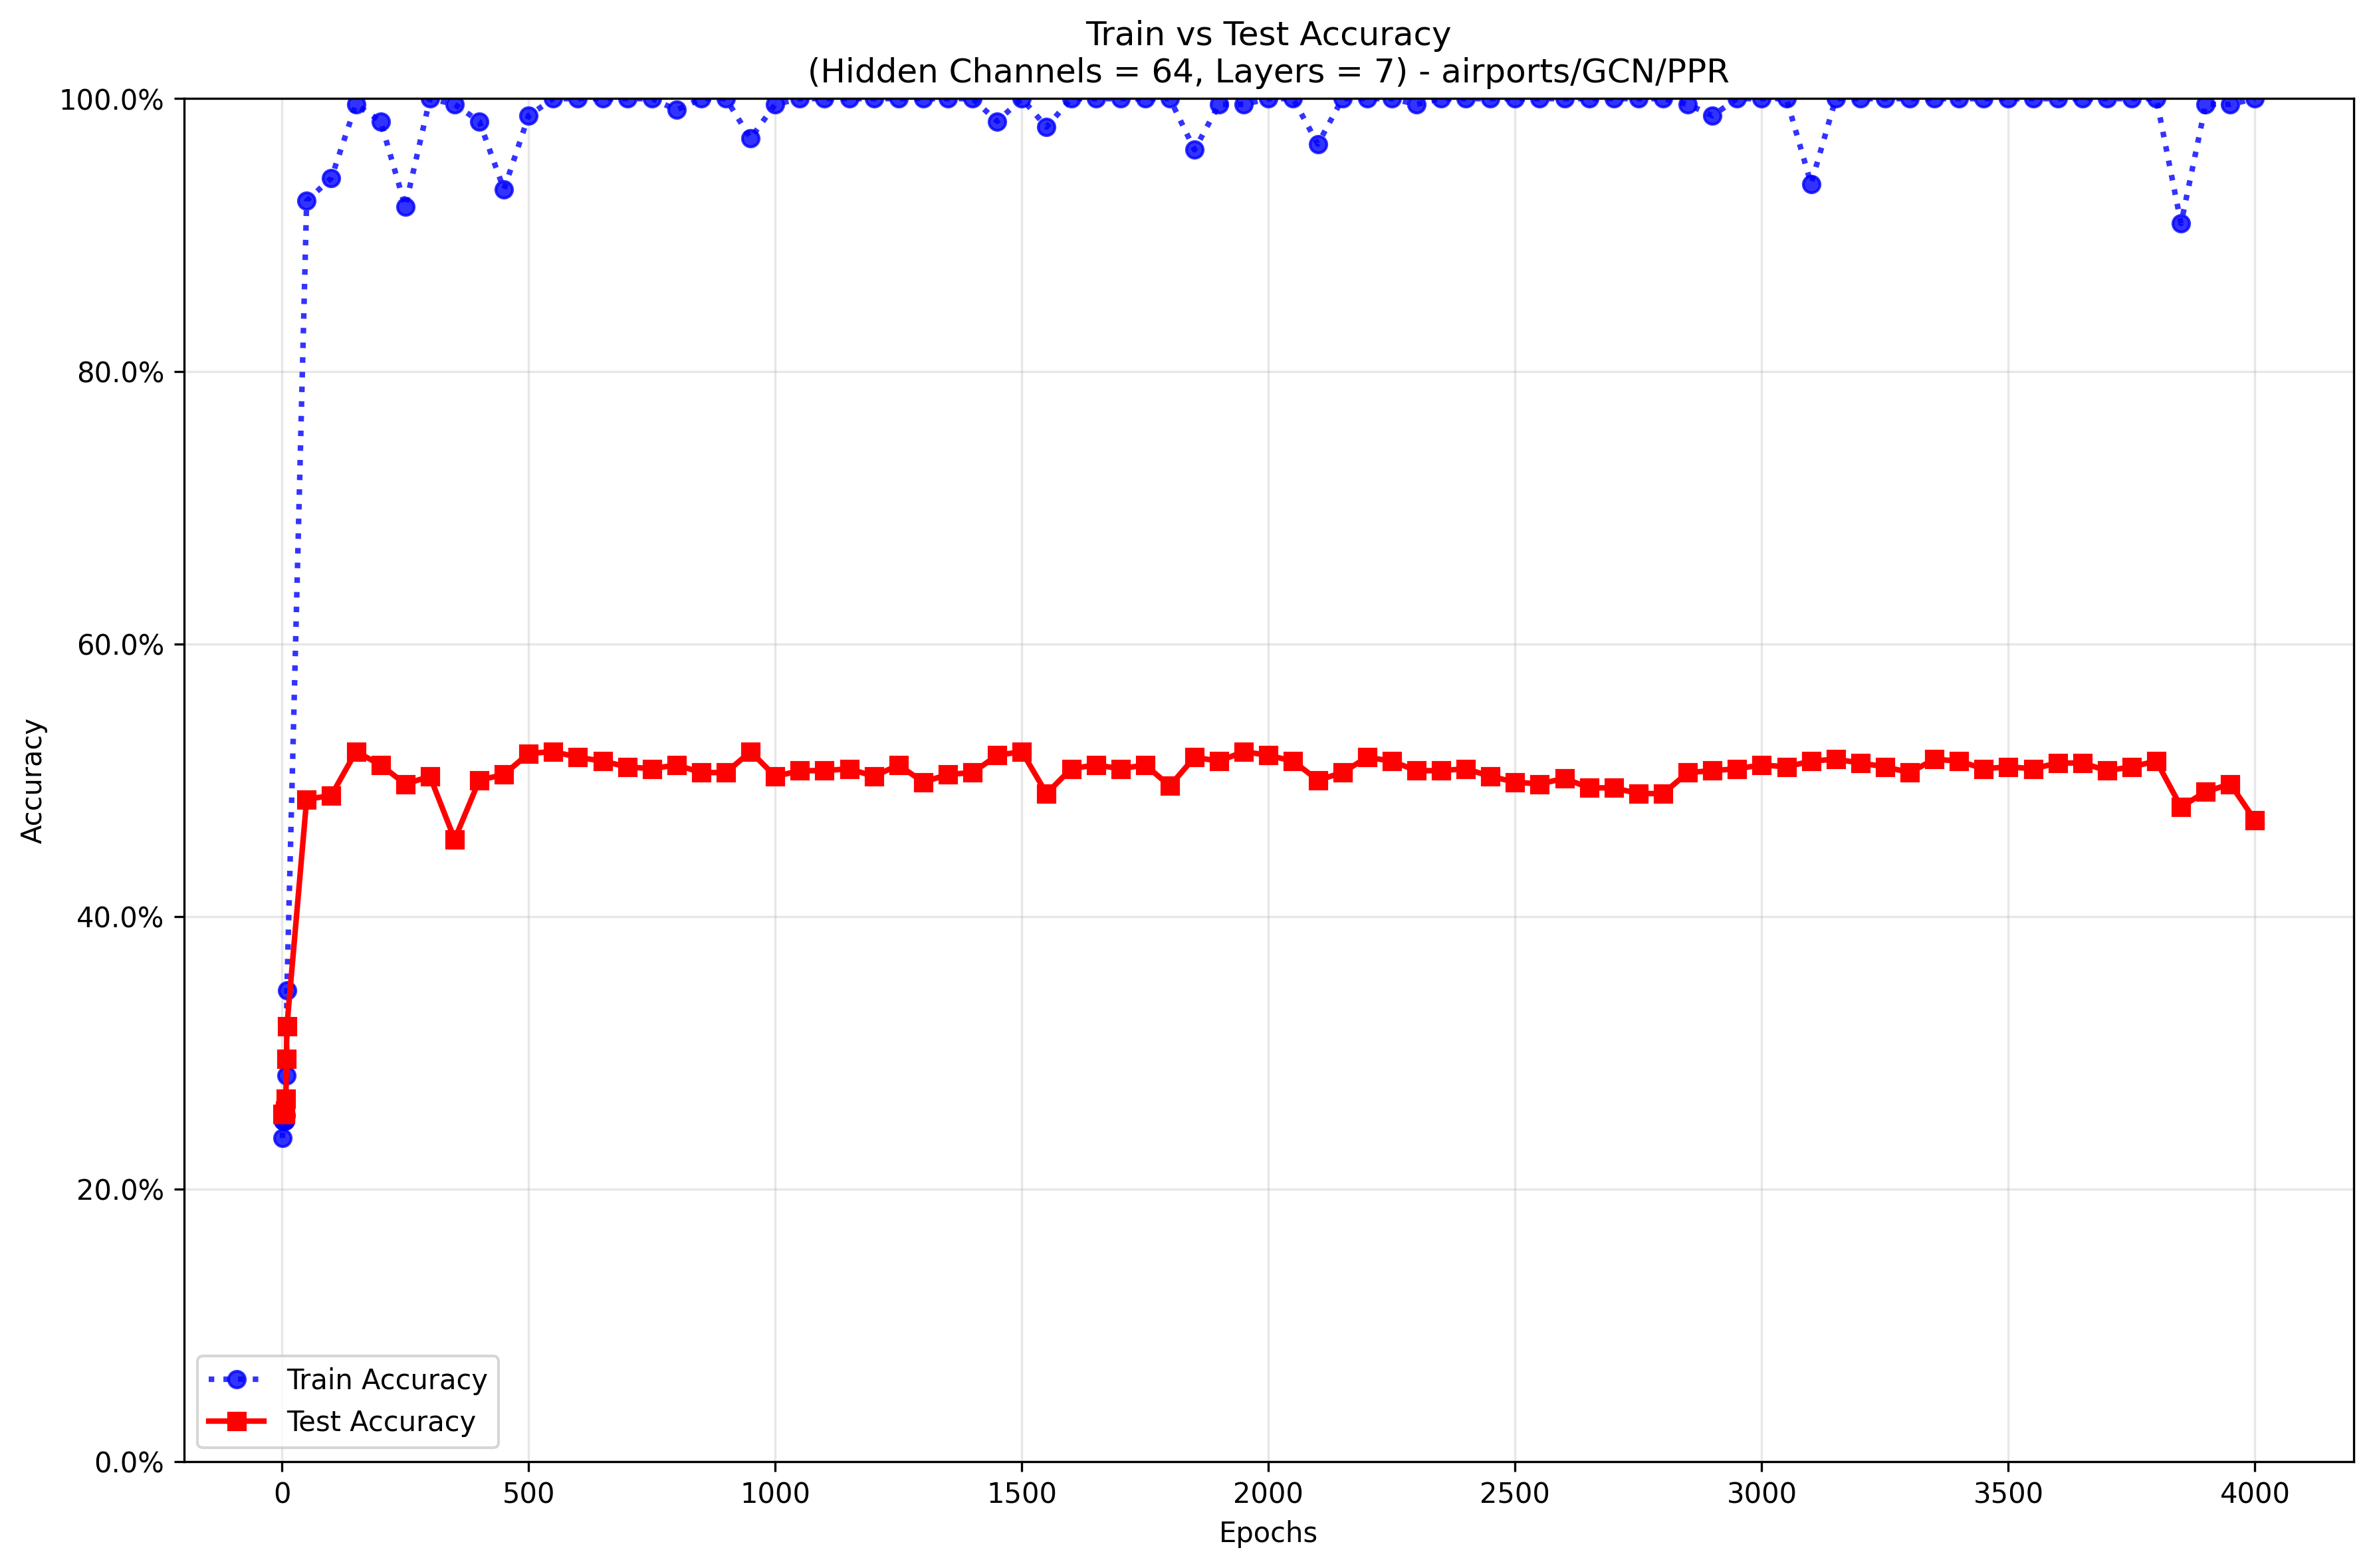 Train vs Test Accuracy
(Hidden Channels = 64, Layers = 7) - airports/GCN/PPR
100.0%
80.0%
60.0%
40.0%
20.0%
0.0%
Accuracy
Train Accuracy
Test Accuracy
0 500 1000 1500 2000 2500 3000 3500 4000
Epochs